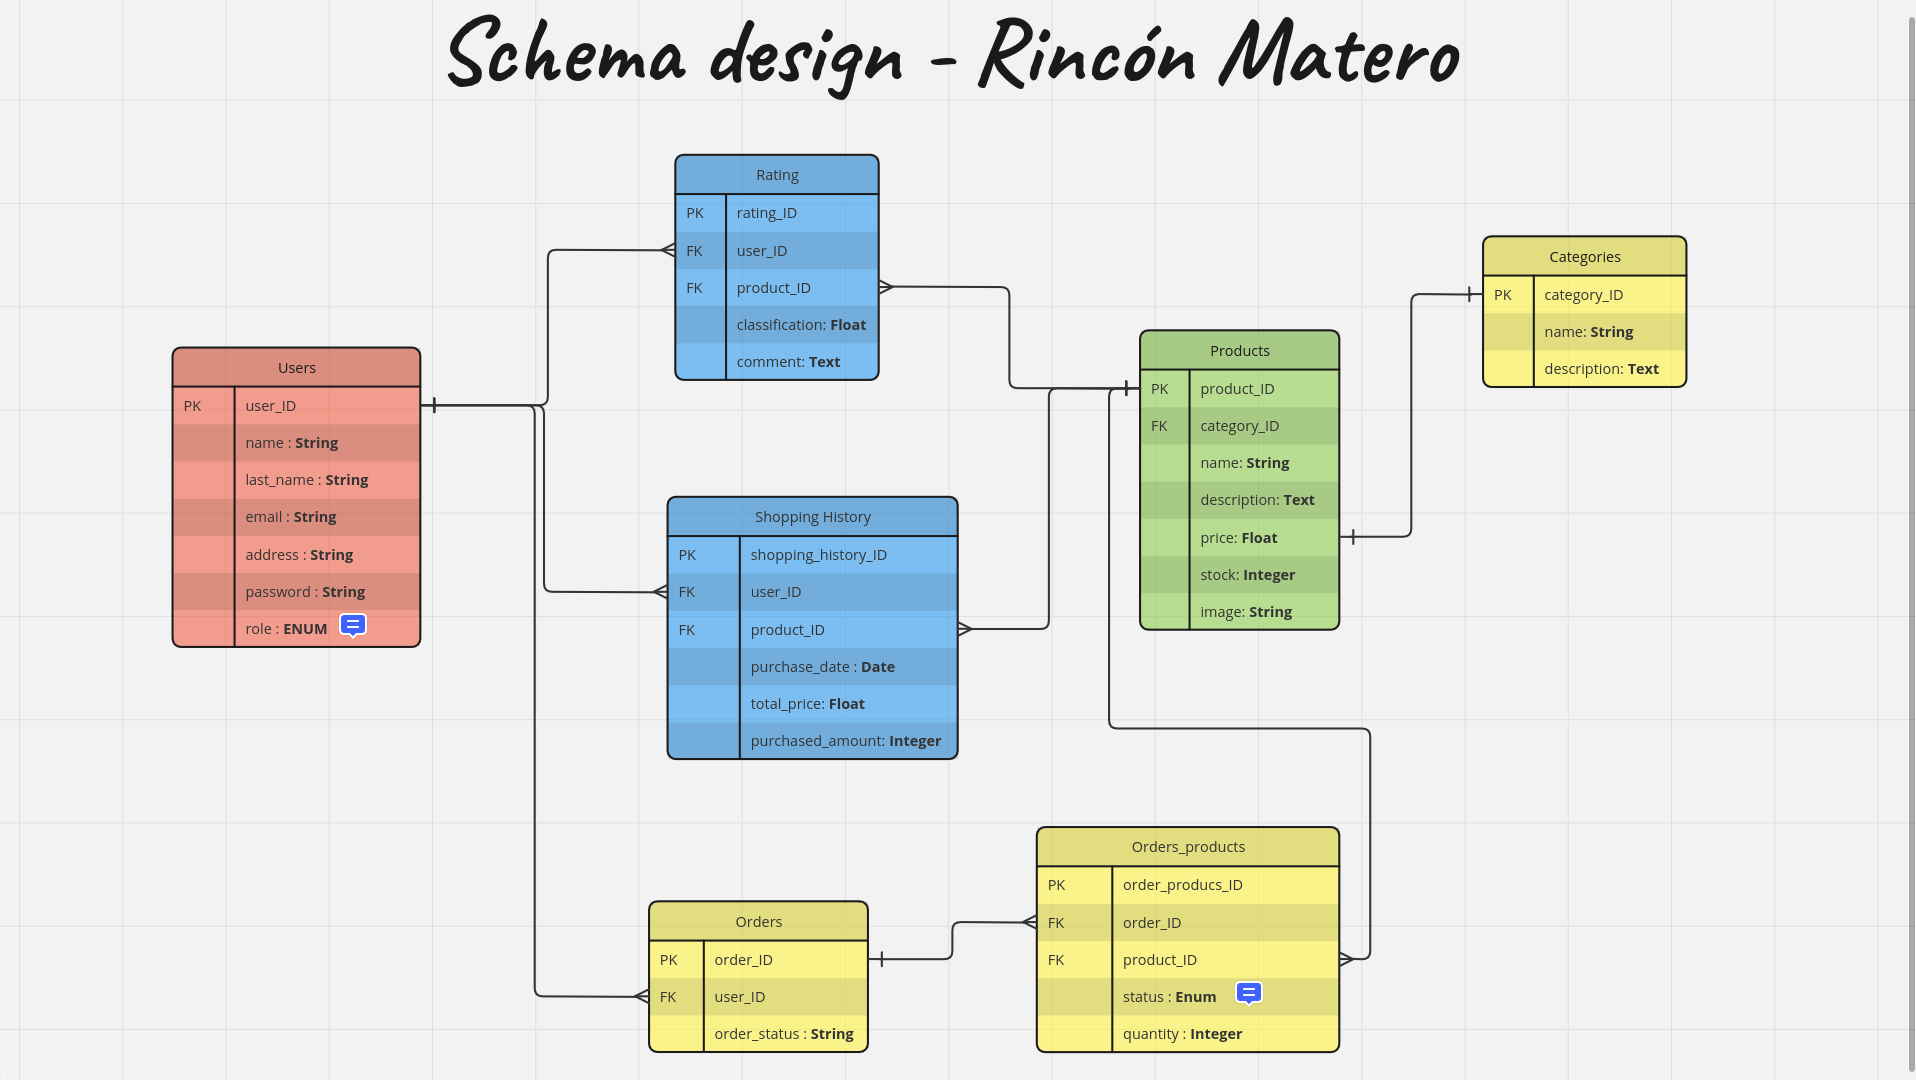 Schema design - Rincón Matero
Rating
PK rating_ID
FK user_ID
FK product_ID
classification: Float
comment: Text
Categories
PK category_ID
name: String
description: Text
Products
PK product_ID
FK category_ID
name: String
description: Text
price: Float
stock: Integer
image: String
Users
PK user_ID
name : String
last_name : String
email : String
address : String
password : String
role : ENUM
Shopping History
PK shopping_history_ID
FK user_ID
FK product_ID
purchase_date : Date
total_price: Float
purchased_amount: Integer
Orders_products
PK order_producs_ID
FK order_ID
FK product_ID
status : Enum
quantity : Integer
Orders
PK order_ID
FK user_ID
order_status : String